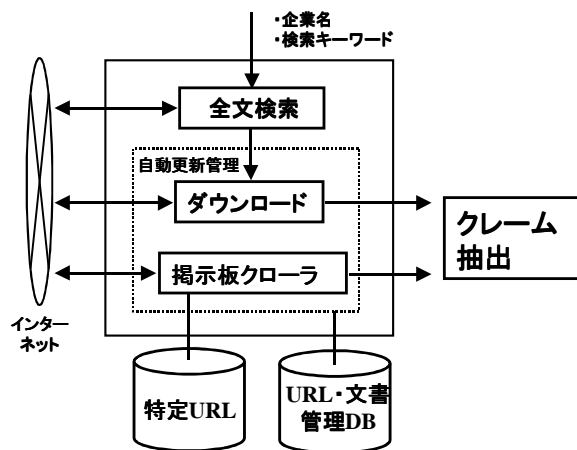 ・企業名
・検索キーワード
全文検索
自動更新管理
ダウンロード
クレーム
抽出
掲示板クローラ
インター
ネット
特定URL
URL・文書
管理DB